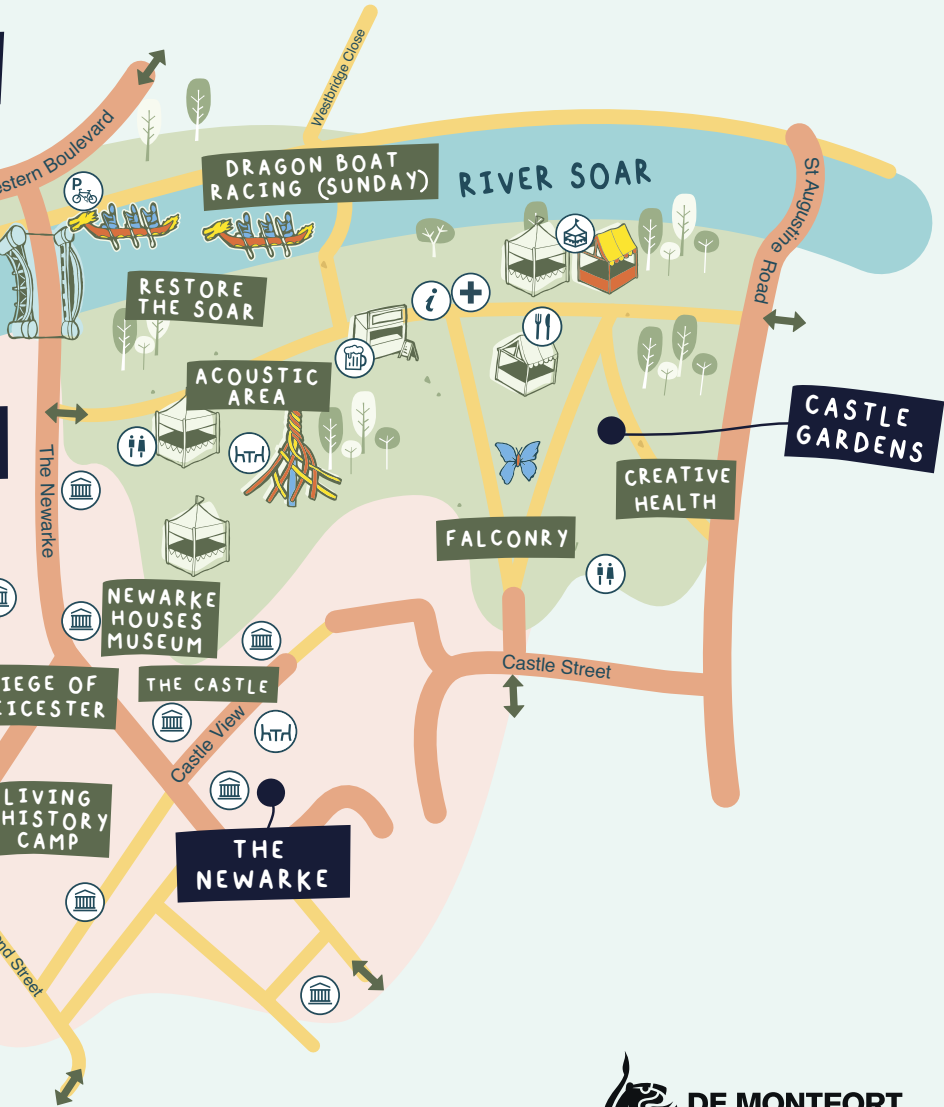 Westbridge Close
estern Boulevard
P
DRAGON BOAT
RACING (SUNDAY)
RIVER SOAR
St Augustine Road
RESTORE
THE SOAR
i
ACOUSTIC
AREA
CASTLE
GARDENS
The Newarke
CREATIVE
HEALTH
FALCONRY
NEWARKE
HOUSES
MUSEUM
Castle Street
IEGE OF
EICESTER
THE CASTLE
Castle View
LIVING
HISTORY
CAMP
THE
NEWARKE
nd Street
DE MONTFORT